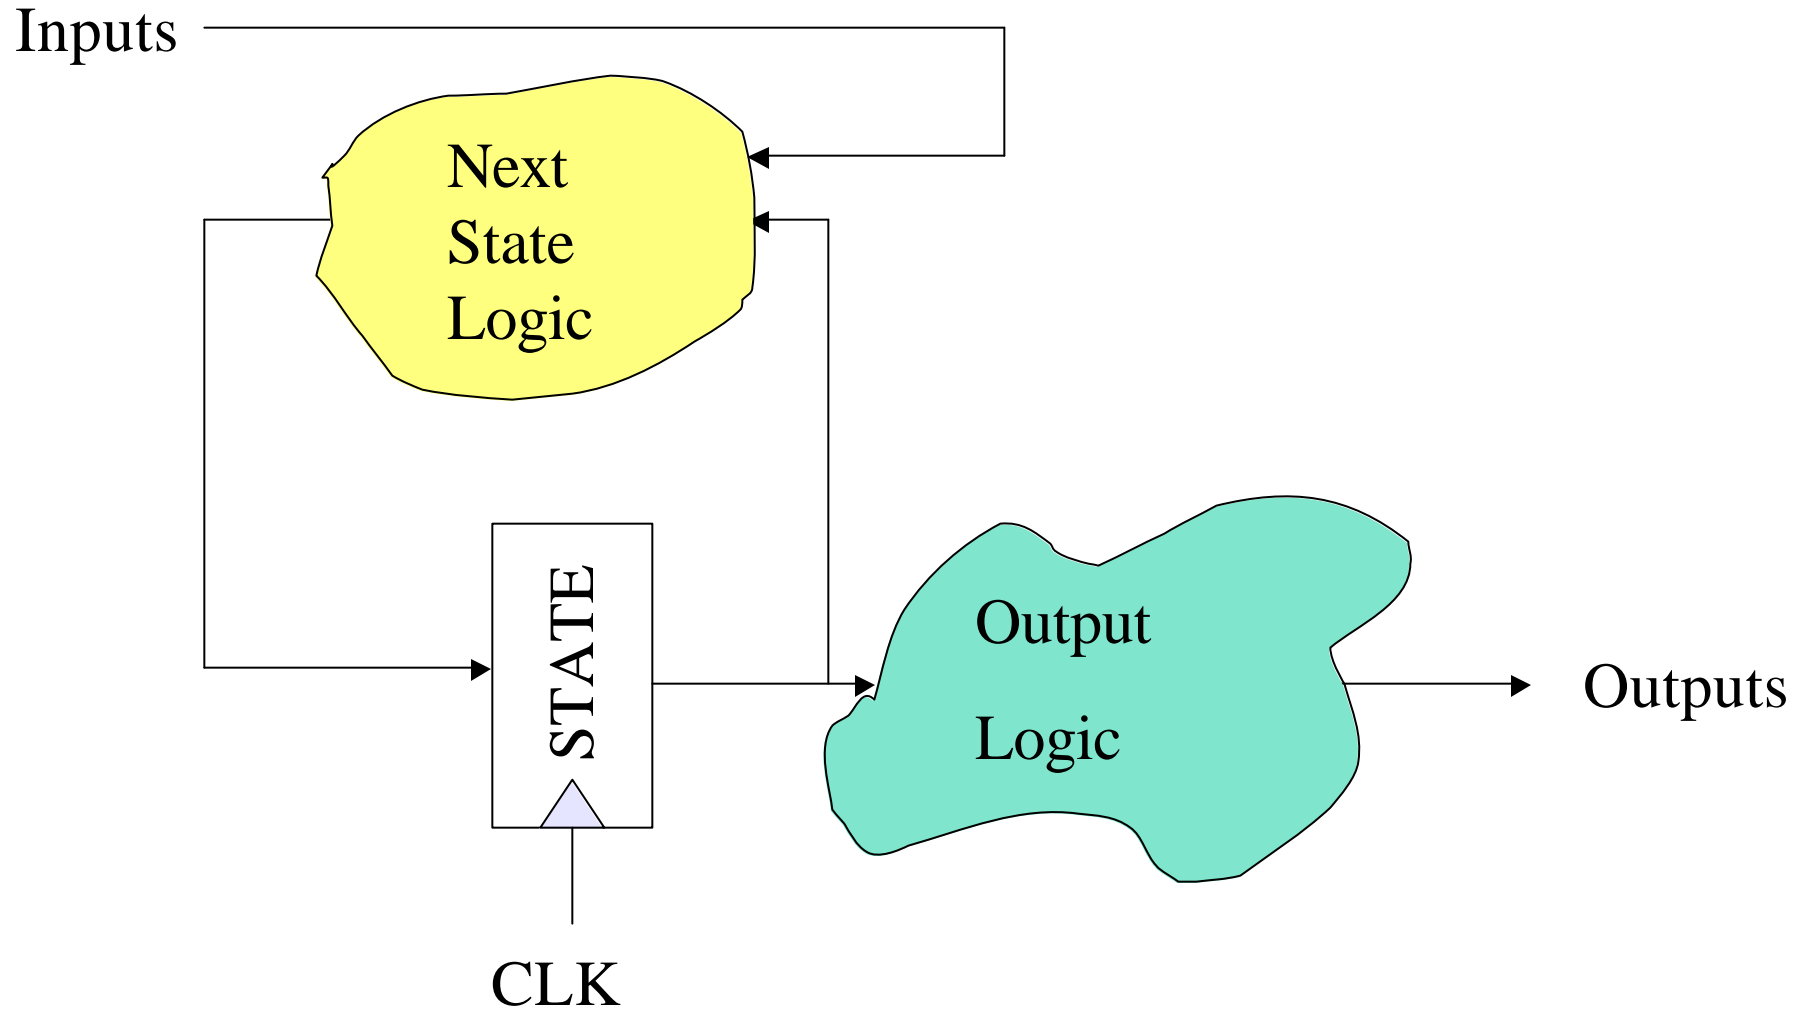 Inputs
Next
State
Logic
STATE
Output
Logic
Outputs
CLK